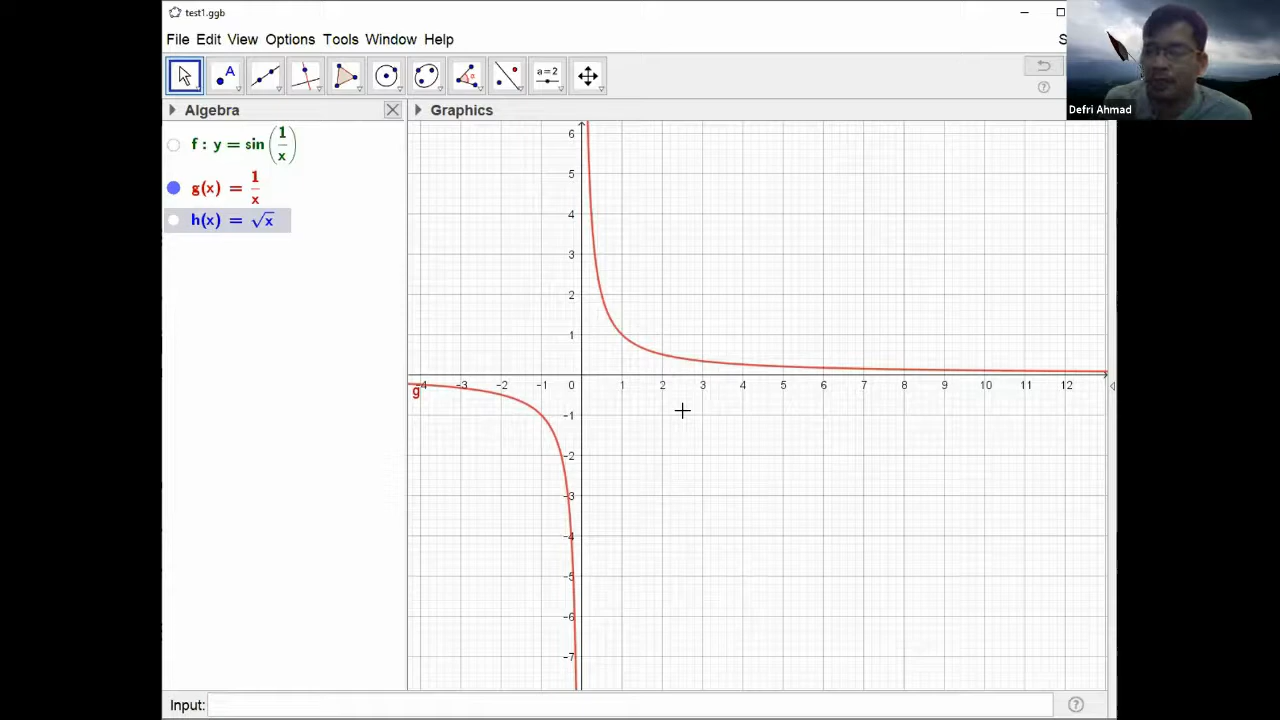 test1.ggb
File Edit View Options Tools Window Help
S
A
a=2
Defri Ahmad
Algebra
Graphics
f : y = sin(1/x)
g(x) = 1/x
h(x) = √x
6
5
4
3
2
1
-4 -3 -2 -1 0 1 2 3 4 5 6 7 8 9 10 11 12
g
-1
-2
-3
-4
-5
-6
-7
Input: